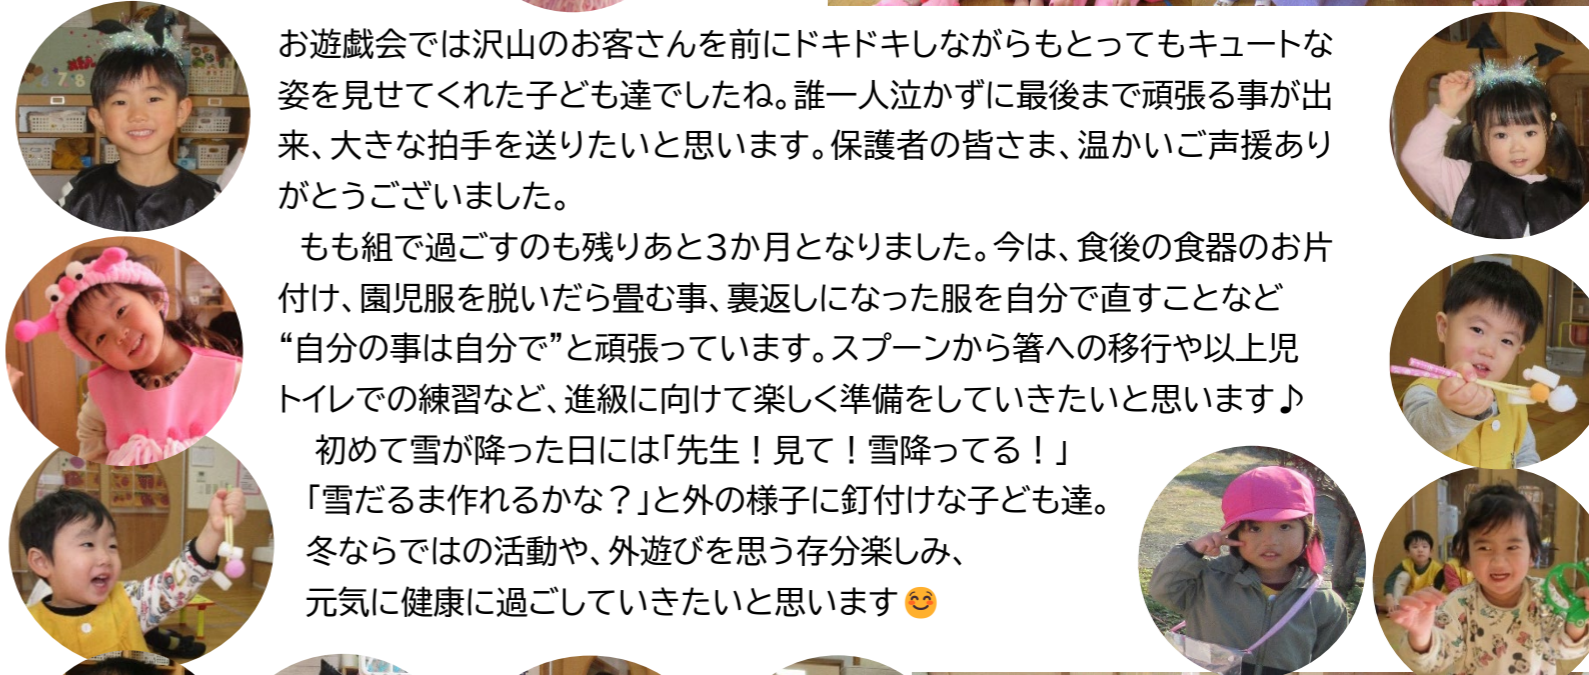 お遊戯会では沢山のお客さんを前にドキドキしながらもとってもキュートな
姿を見せてくれた子ども達でしたね。誰一人泣かずに最後まで頑張る事が出
来、大きな拍手を送りたいと思います。保護者の皆さま、温かいご声援あり
がとうございました。
もも組で過ごすのも残りあと３か月となりました。今は、食後の食器のお片
付け、園児服を脱いだら畳む事、裏返しになった服を自分で直すことなど
“自分の事は自分で”と頑張っています。スプーンから箸への移行や以上児
トイレでの練習など、進級に向けて楽しく準備をしていきたいと思います♪
初めて雪が降った日には「先生！見て！雪降ってる！」
「雪だるま作れるかな？」と外の様子に釘付けな子ども達。
冬ならではの活動や、外遊びを思う存分楽しみ、
元気に健康に過ごしていきたいと思います😊